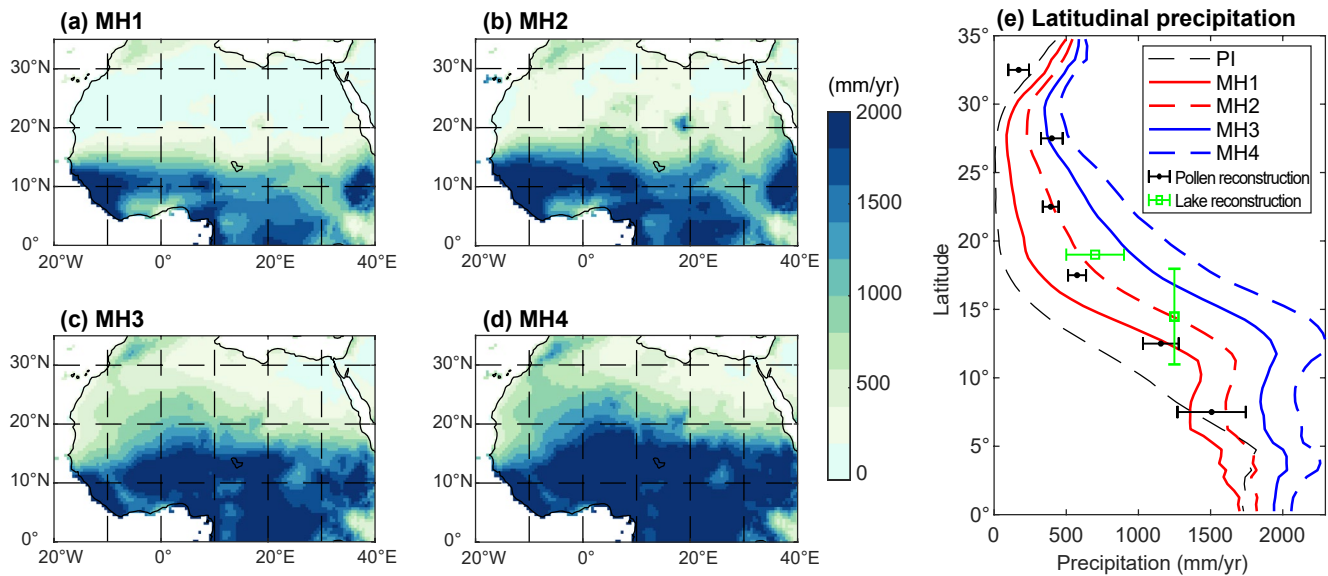 (a) MH1
30°N
20°N
10°N
0°
20°W
0°
20°E
40°E
(b) MH2
30°N
20°N
10°N
0°
20°W
0°
20°E
40°E
(c) MH3
30°N
20°N
10°N
0°
20°W
0°
20°E
40°E
(d) MH4
30°N
20°N
10°N
0°
20°W
0°
20°E
40°E
(mm/yr)
2000
1500
1000
500
0
(e) Latitudinal precipitation
35°
30°
25°
20°
15°
10°
5°
0°
Latitude
0
500
1000
1500
2000
Precipitation (mm/yr)
PI
MH1
MH2
MH3
MH4
Pollen reconstruction
Lake reconstruction